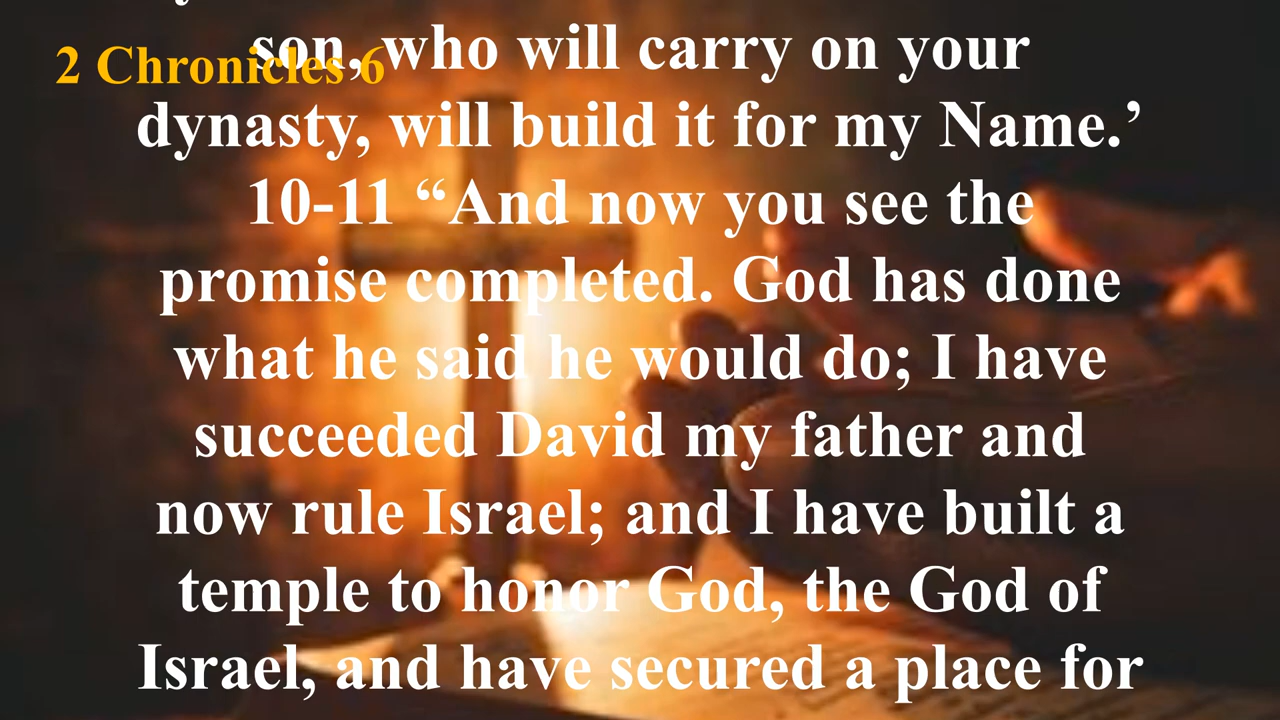 2 Chronicles 6
son, who will carry on your
dynasty, will build it for my Name.’
10-11 “And now you see the
promise completed. God has done
what he said he would do; I have
succeeded David my father and
now rule Israel; and I have built a
temple to honor God, the God of
Israel, and have secured a place for